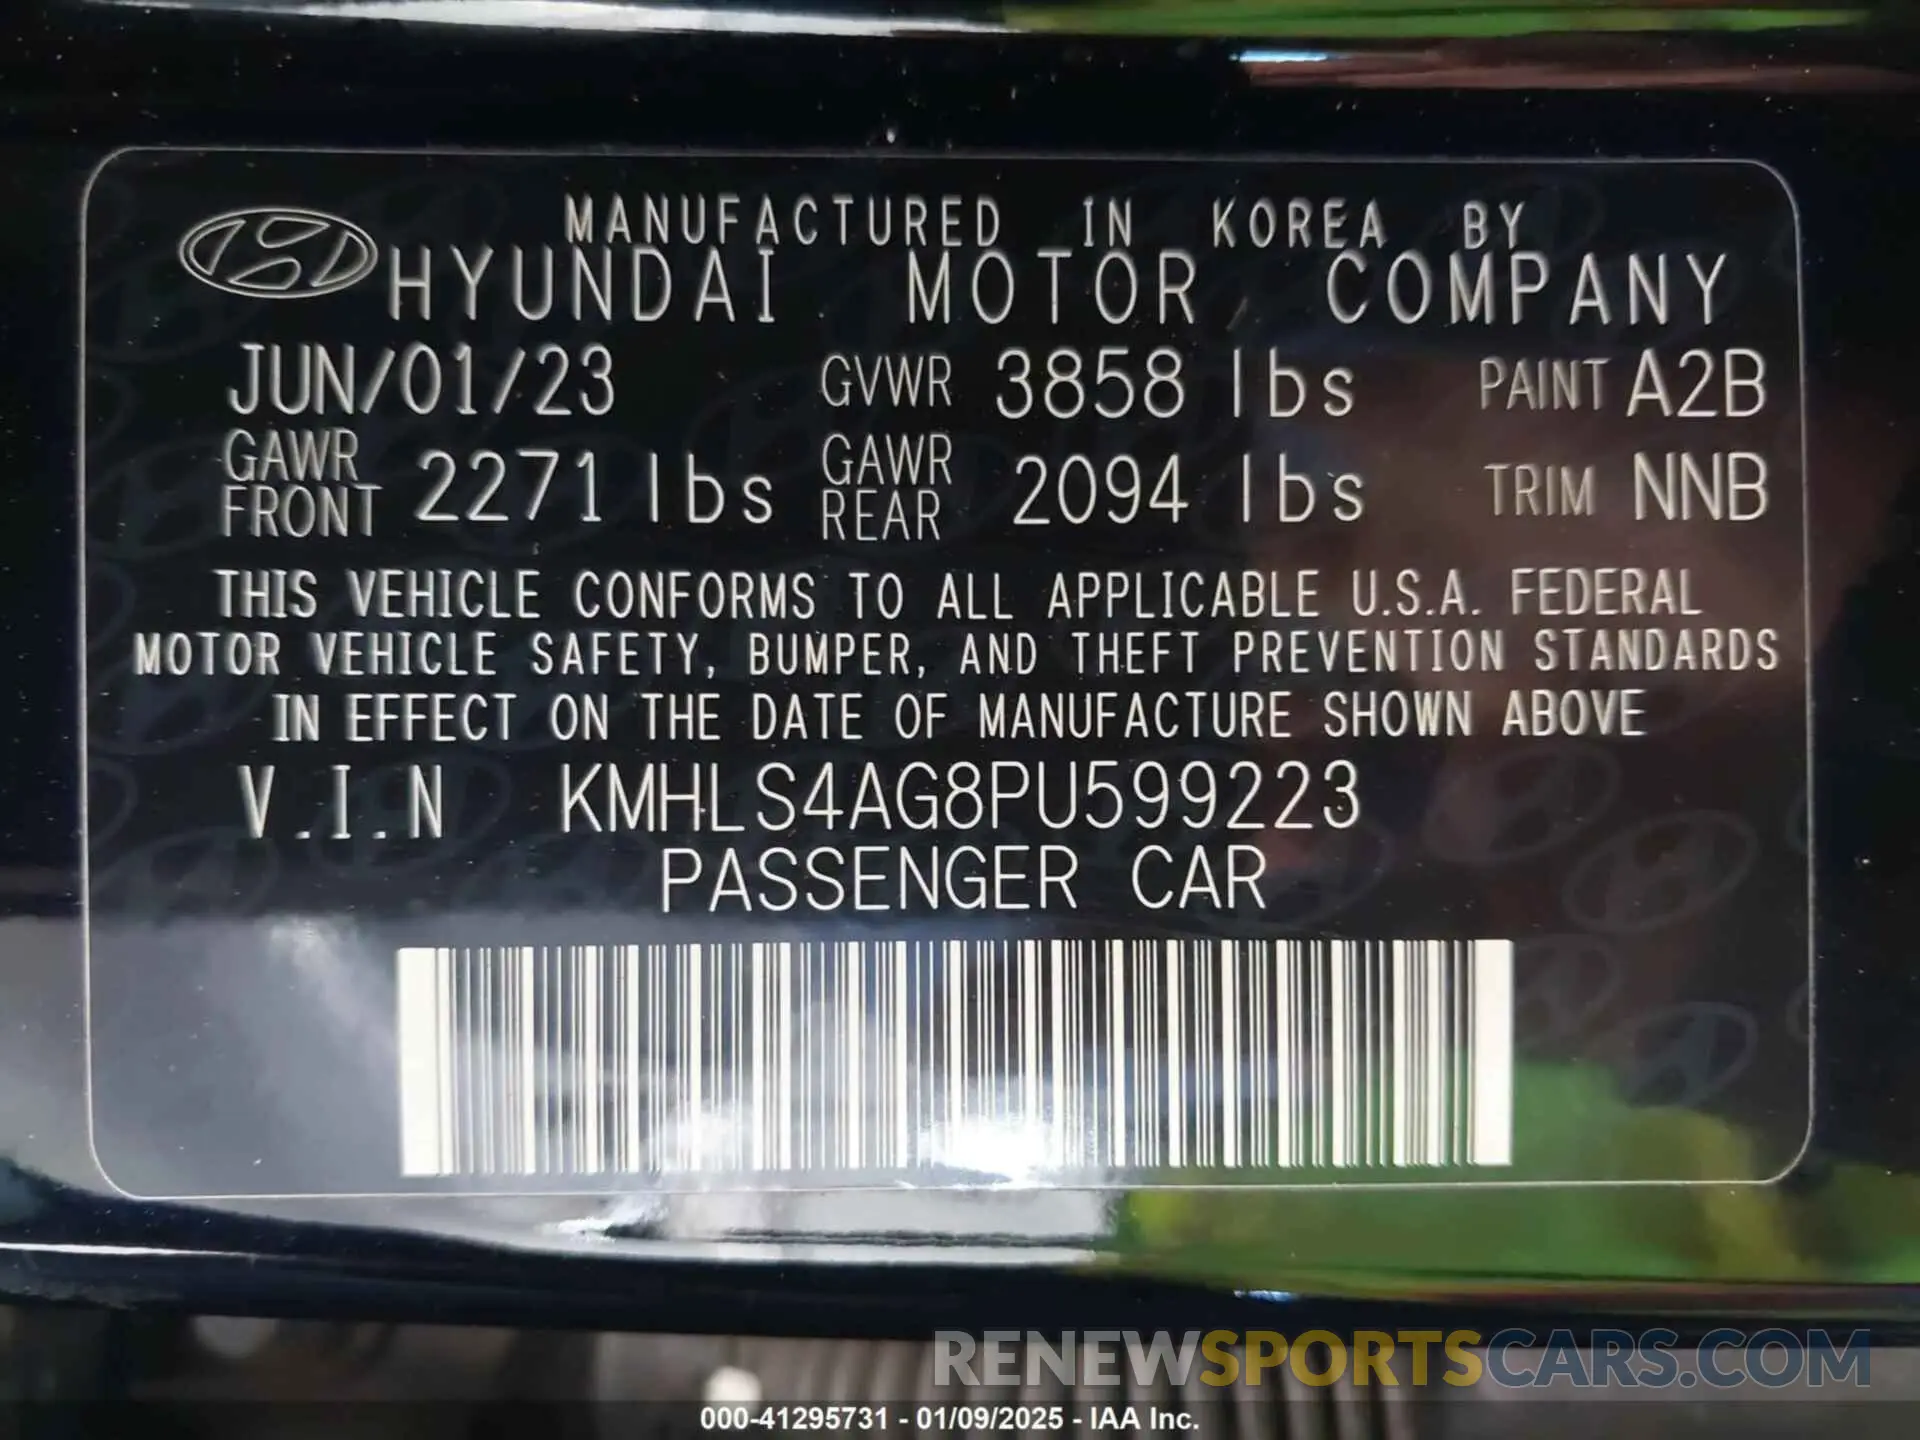 MANUFACTURED IN KOREA BY
HYUNDAI MOTOR COMPANY
JUN/01/23 GVWR 3858 lbs PAINT A2B
GAWR FRONT 2271 lbs GAWR REAR 2094 lbs TRIM NNB
THIS VEHICLE CONFORMS TO ALL APPLICABLE U.S.A. FEDERAL
MOTOR VEHICLE SAFETY, BUMPER, AND THEFT PREVENTION STANDARDS
IN EFFECT ON THE DATE OF MANUFACTURE SHOWN ABOVE
V.I.N KMHLS4AG8PU599223
PASSENGER CAR
RENEWSPORTSCARS.COM
000-41295731 - 01/09/2025 - IAA Inc.